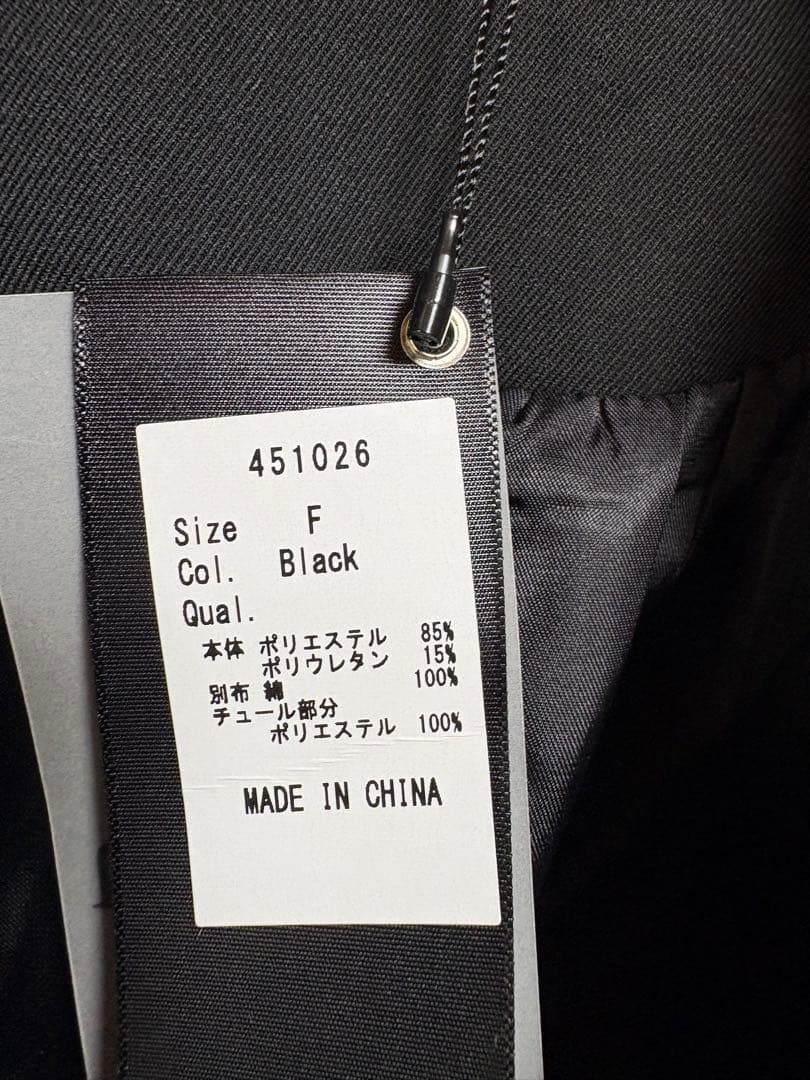 451026
Size F
Col. Black
Qual.
本体 ポリエステル 85%
ポリウレタン 15%
別布 綿 100%
チュール部分
ポリエステル 100%
MADE IN CHINA